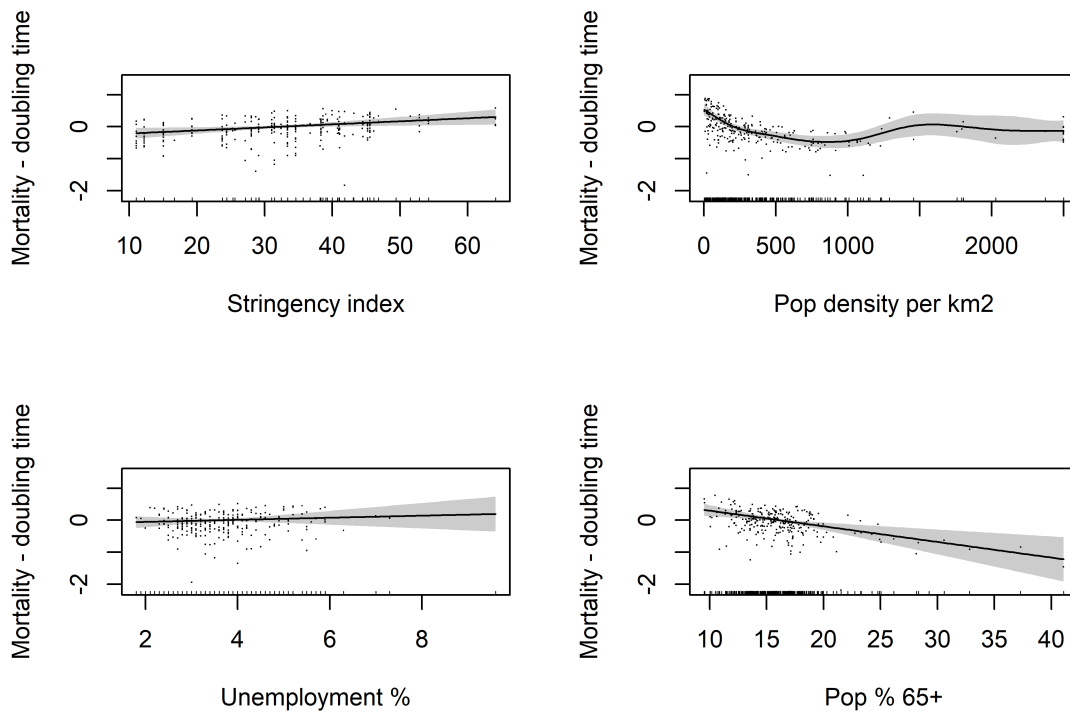 Mortality - doubling time
0
-2
10 20 30 40 50 60
Stringency index
Mortality - doubling time
0
-2
0 500 1000 2000
Pop density per km2
Mortality - doubling time
0
-2
2 4 6 8
Unemployment %
Mortality - doubling time
0
-2
10 15 20 25 30 35 40
Pop % 65+